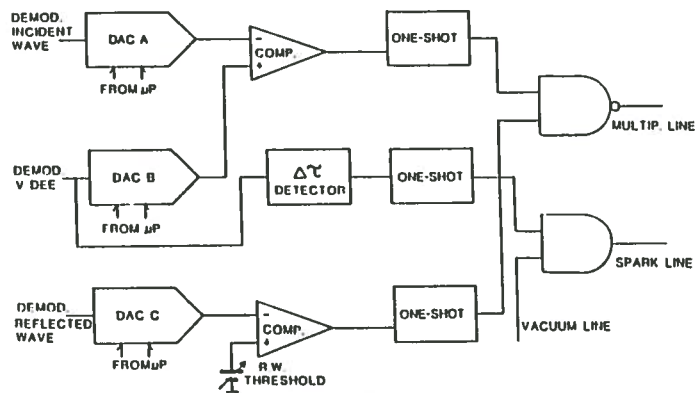 DEMOD.
INCIDENT
WAVE
DAC A
FROM μP
COMP.
-
+
ONE-SHOT
MULTIP. LINE
DEMOD.
V DEE
DAC B
FROM μP
Δτ
DETECTOR
ONE-SHOT
SPARK LINE
VACUUM LINE
DEMOD.
REFLECTED
WAVE
DAC C
FROM μP
COMP.
-
+
R W.
THRESHOLD
ONE-SHOT